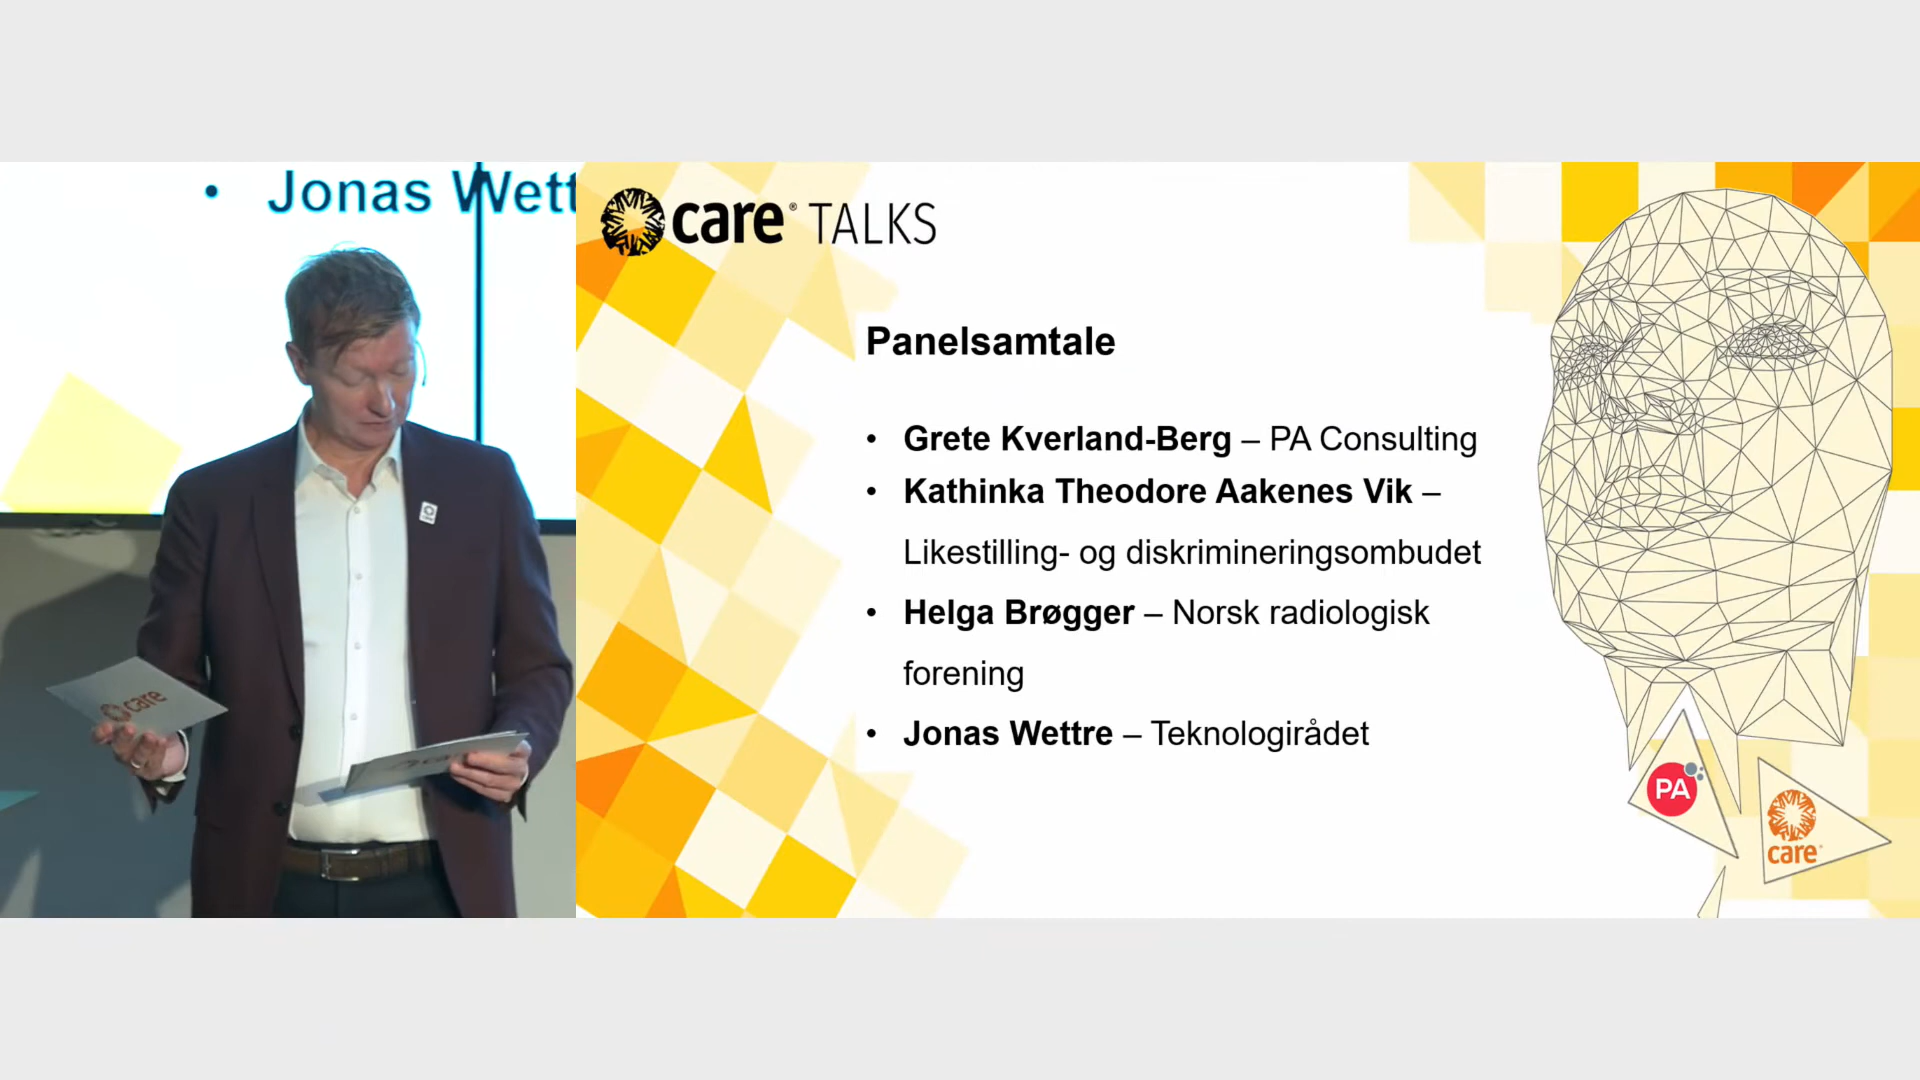 • Jonas Wett
care® TALKS
Panelsamtale
• Grete Kverland-Berg – PA Consulting
• Kathinka Theodore Aakenes Vik –
Likestilling- og diskrimineringsombudet
• Helga Brøgger – Norsk radiologisk
forening
• Jonas Wettre – Teknologirådet
PA
care®
care